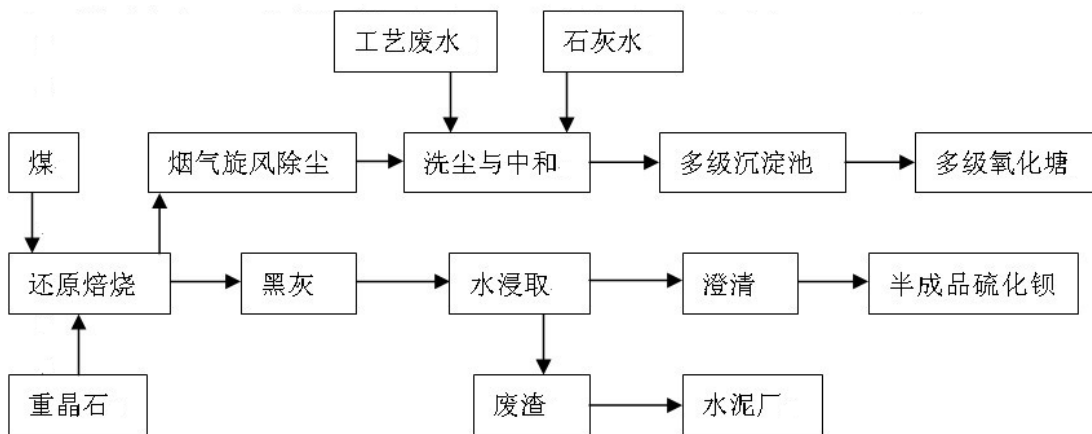 工艺废水
石灰水
煤
烟气旋风除尘
洗尘与中和
多级沉淀池
多级氧化塘
还原焙烧
黑灰
水浸取
澄清
半成品硫化钡
重晶石
废渣
水泥厂